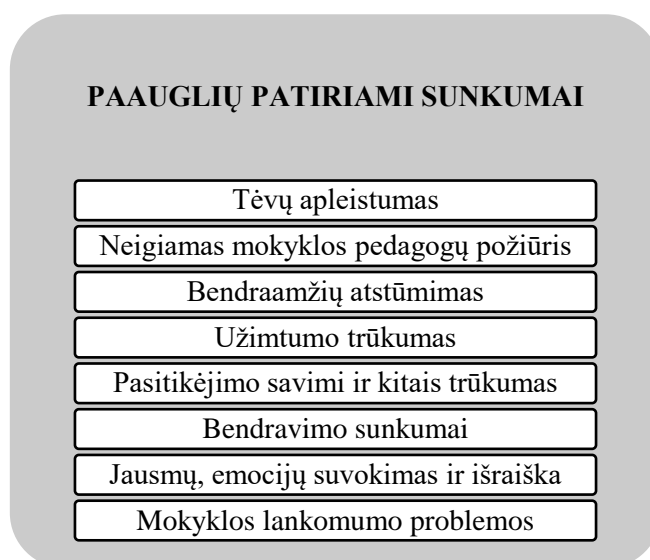 PAAUGLIŲ PATIRIAMI SUNKUMAI
Tėvų apleistumas
Neigiamas mokyklos pedagogų požiūris
Bendraamžių atstūmimas
Užimtumo trūkumas
Pasitikėjimo savimi ir kitais trūkumas
Bendravimo sunkumai
Jausmų, emocijų suvokimas ir išraiška
Mokyklos lankomumo problemos